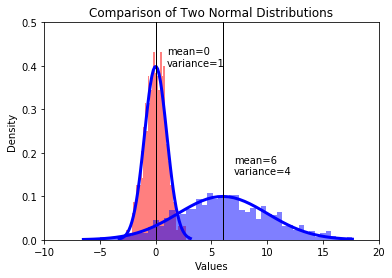 Comparison of Two Normal Distributions
0.5
0.4
0.3
0.2
0.1
0.0
Density
mean=0
variance=1
mean=6
variance=4
−10 −5 0 5 10 15 20
Values